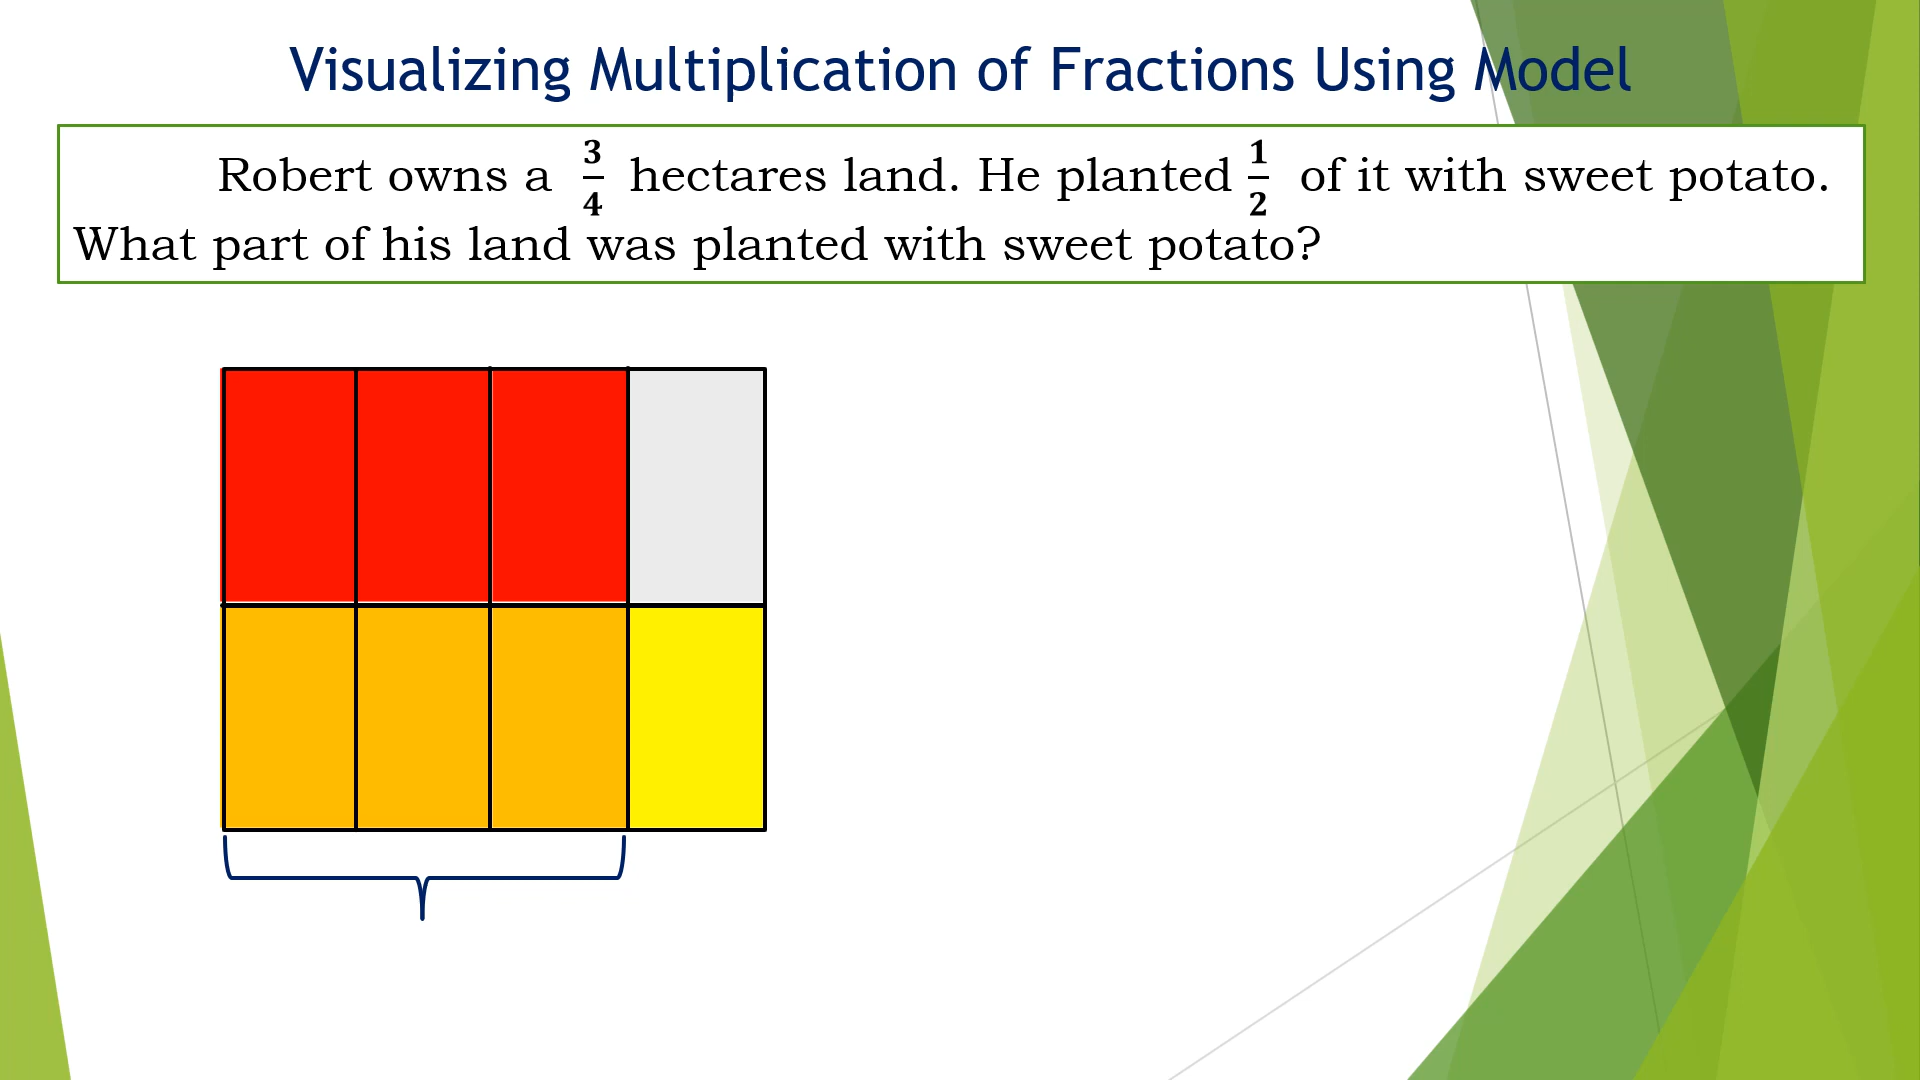 Visualizing Multiplication of Fractions Using Model
Robert owns a 3/4 hectares land. He planted 1/2 of it with sweet potato.
What part of his land was planted with sweet potato?